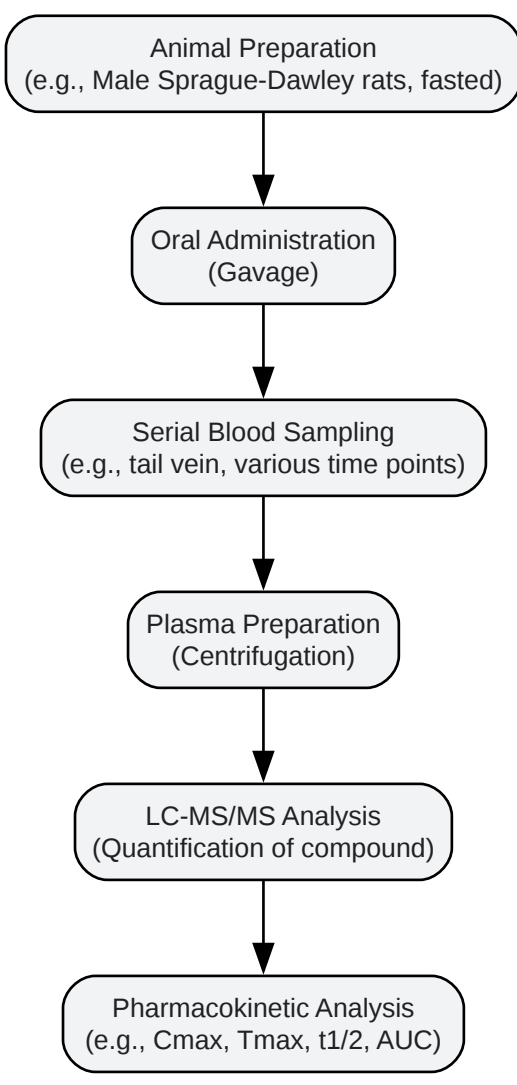 Animal Preparation
(e.g., Male Sprague-Dawley rats, fasted)
Oral Administration
(Gavage)
Serial Blood Sampling
(e.g., tail vein, various time points)
Plasma Preparation
(Centrifugation)
LC-MS/MS Analysis
(Quantification of compound)
Pharmacokinetic Analysis
(e.g., Cmax, Tmax, t1/2, AUC)